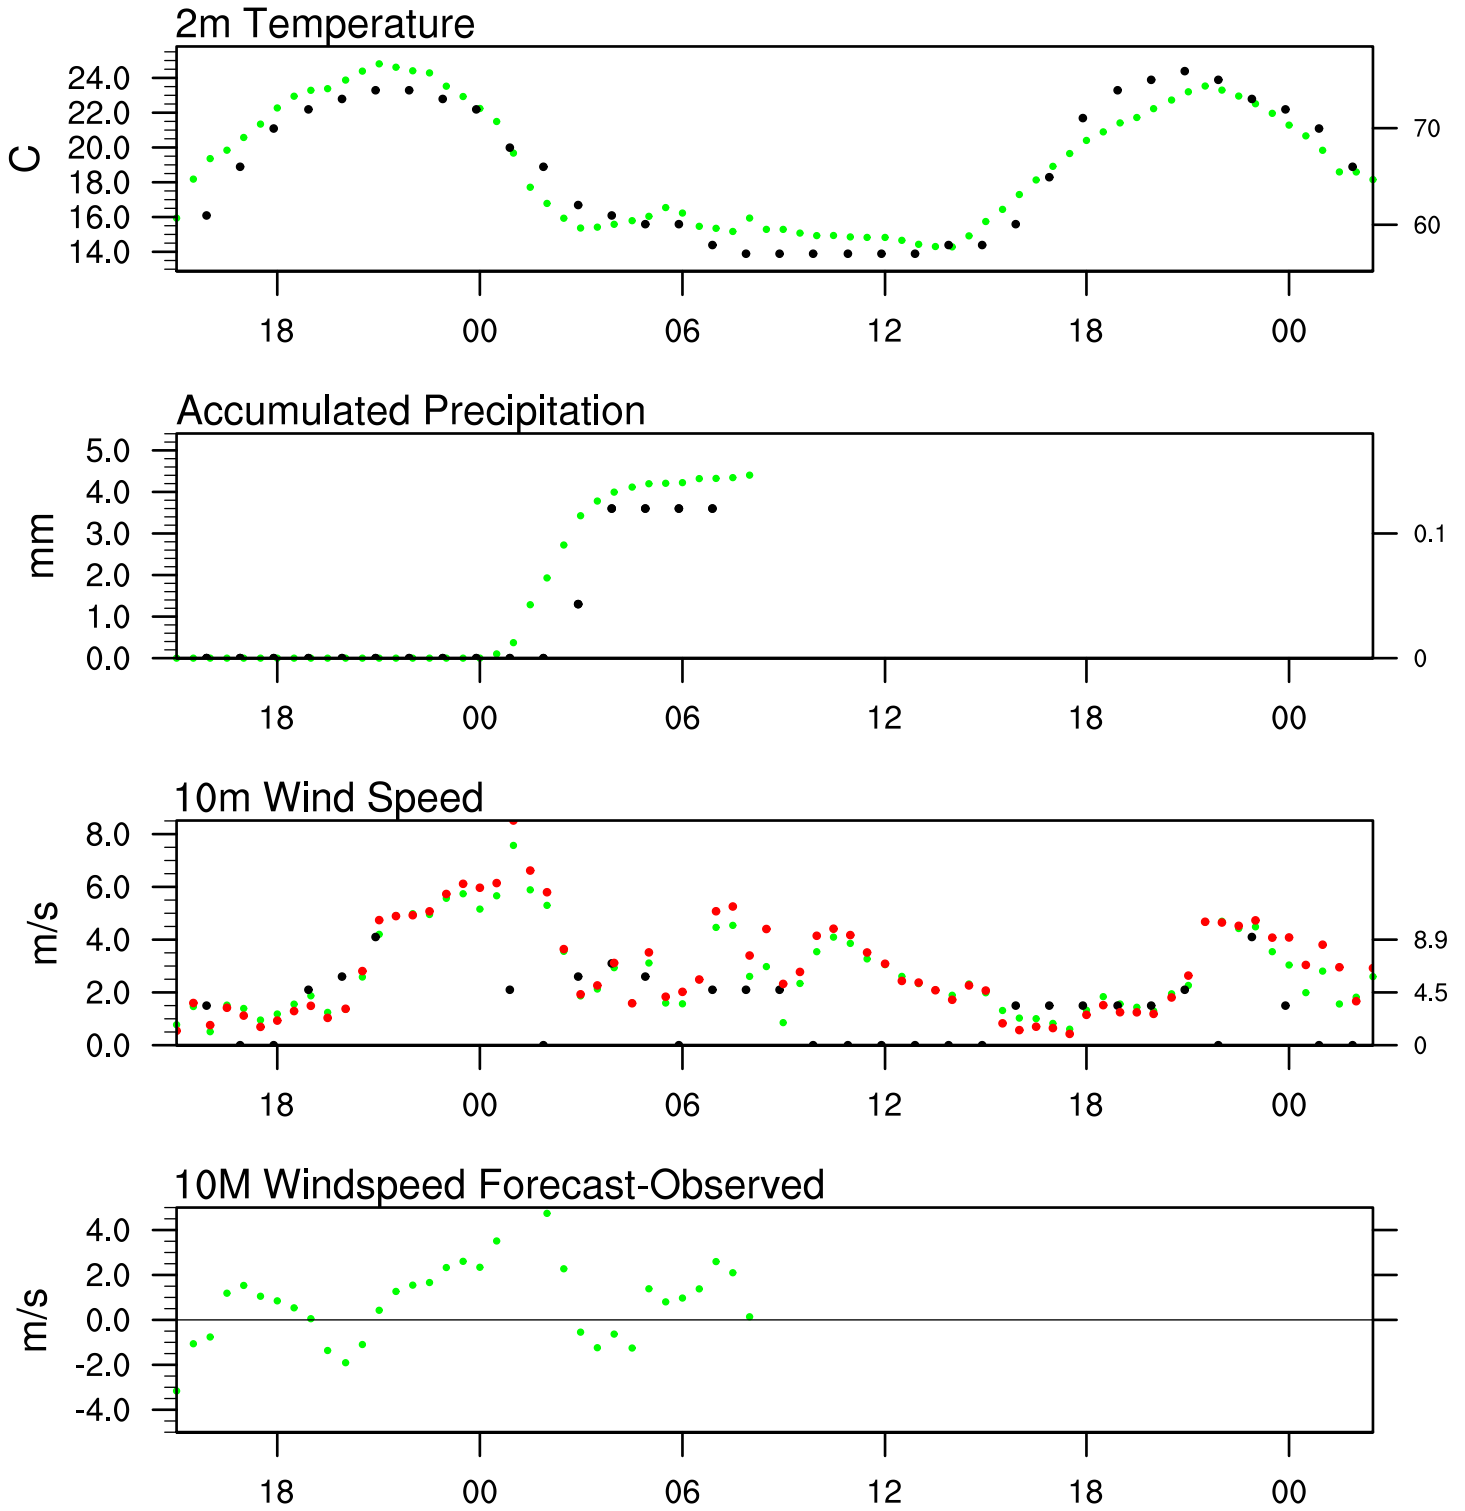 2m Temperature
24.0
22.0
20.0
18.0
16.0
14.0
C
70
60
18 00 06 12 18 00
Accumulated Precipitation
5.0
4.0
3.0
2.0
1.0
0.0
mm
0.1
0
18 00 06 12 18 00
10m Wind Speed
8.0
6.0
4.0
2.0
0.0
m/s
8.9
4.5
0
18 00 06 12 18 00
10M Windspeed Forecast-Observed
4.0
2.0
0.0
-2.0
-4.0
m/s
18 00 06 12 18 00